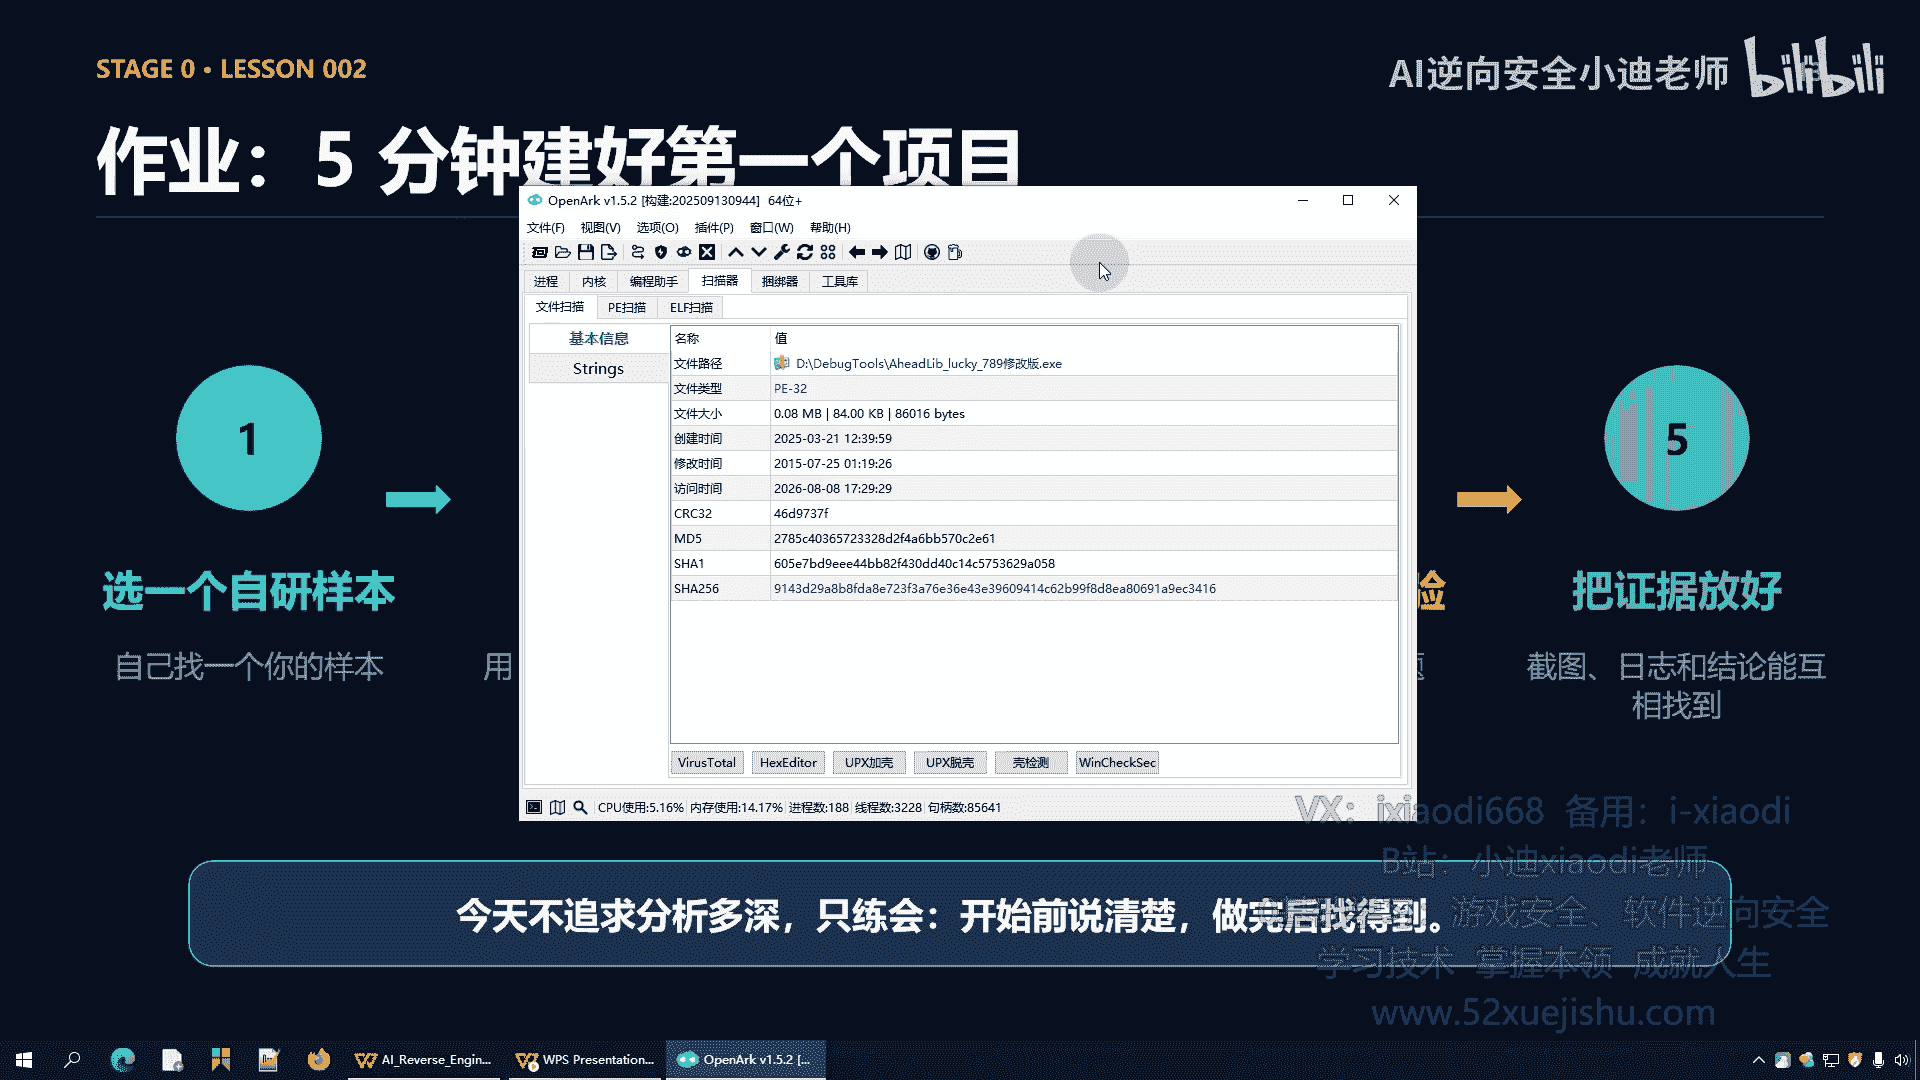 STAGE 0 • LESSON 002
AI逆向安全小迪老师 bilibili
作业：5 分钟建好第一个项目
OpenArk v1.5.2 [构建:202509130944] 64位+
文件(F) 视图(V) 选项(O) 插件(P) 窗口(W) 帮助(H)
进程 内核 编程助手 扫描器 捆绑器 工具库
文件扫描 PE扫描 ELF扫描
基本信息
Strings
名称 值
文件路径 D:\DebugTools\AheadLib_lucky_789修改版.exe
文件类型 PE-32
文件大小 0.08 MB | 84.00 KB | 86016 bytes
创建时间 2025-03-21 12:39:59
修改时间 2015-07-25 01:19:26
访问时间 2026-08-08 17:29:29
CRC32 46d9737f
MD5 2785c40365723328d2f4a6bb570c2e61
SHA1 605e7bd9eee44bb82f430dd40c14c5753629a058
SHA256 9143d29a8b8fda8e723f3a76e36e43e39609414c62b99f8d8ea80691a9ec3416
VirusTotal HexEditor UPX加壳 UPX脱壳 壳检测 WinCheckSec
CPU使用:5.16% 内存使用:14.17% 进程数:188 线程数:3228 句柄数:85641
1
选一个自研样本
自己找一个你的样本
用
5
把证据放好
截图、日志和结论能互
相找到
VX：ixiaodi668 备用：i-xiaodi
B站：小迪xiaodi老师
今天不追求分析多深，只练会：开始前说清楚，做完后找得到。
游戏安全、软件逆向安全
学习技术 掌握本领 成就人生
www.52xuejishu.com
AI_Reverse_Engin... WPS Presentation... OpenArk v1.5.2 [...